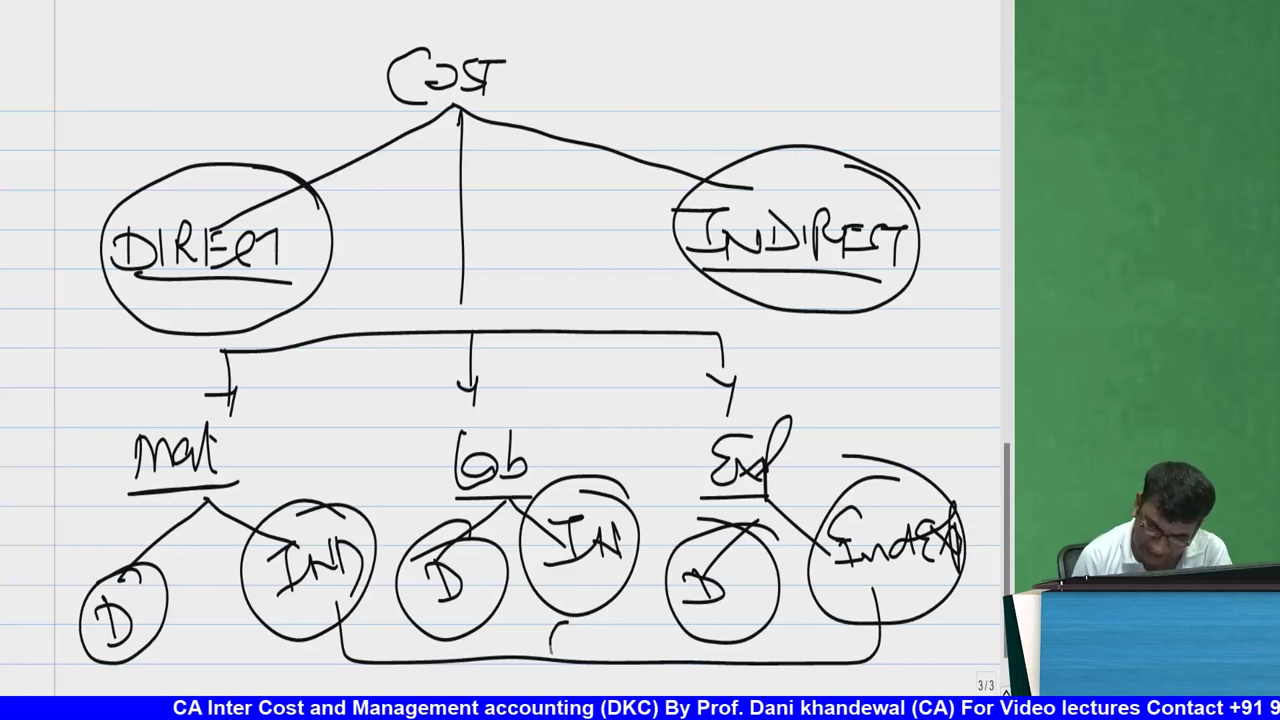 COST
DIRECT INDIRECT
Mat Lab Exp
D IND D IN D IndExp
3/3
CA Inter Cost and Management accounting (DKC) By Prof. Dani khandewal (CA) For Video lectures Contact +91 9